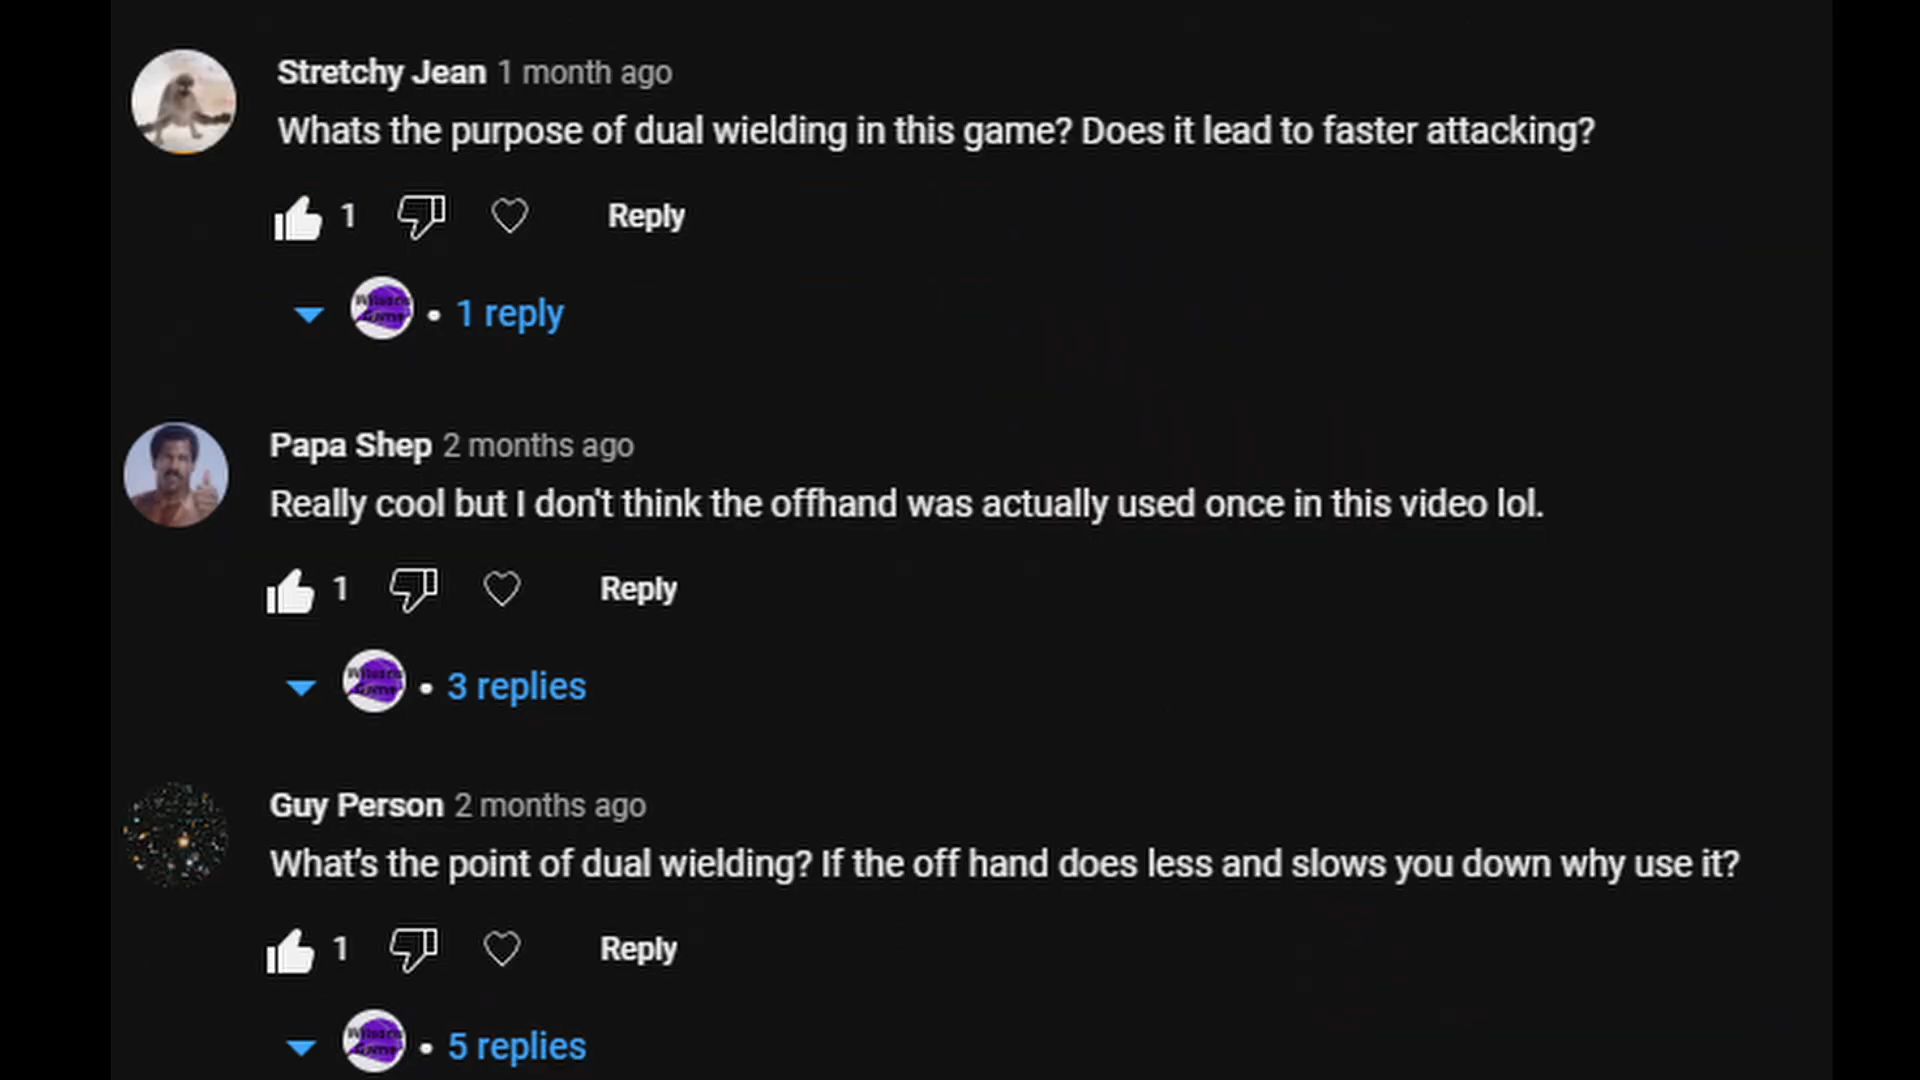 Stretchy Jean 1 month ago
Whats the purpose of dual wielding in this game? Does it lead to faster attacking?
1 Reply
• 1 reply
Papa Shep 2 months ago
Really cool but I don't think the offhand was actually used once in this video lol.
1 Reply
• 3 replies
Guy Person 2 months ago
What's the point of dual wielding? If the off hand does less and slows you down why use it?
1 Reply
• 5 replies